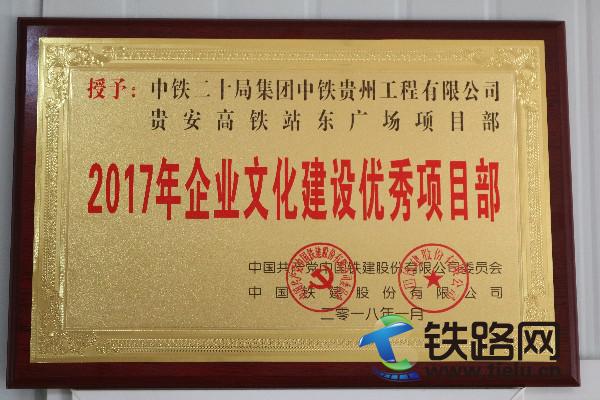 授予：中铁二十局集团中铁贵州工程有限公司
贵安高铁站东广场项目部
2017年企业文化建设优秀项目部
中国共产党中国铁建股份有限公司委员会
中国铁建股份有限公司
二零一八年一月
铁路网
www.tielu.cn